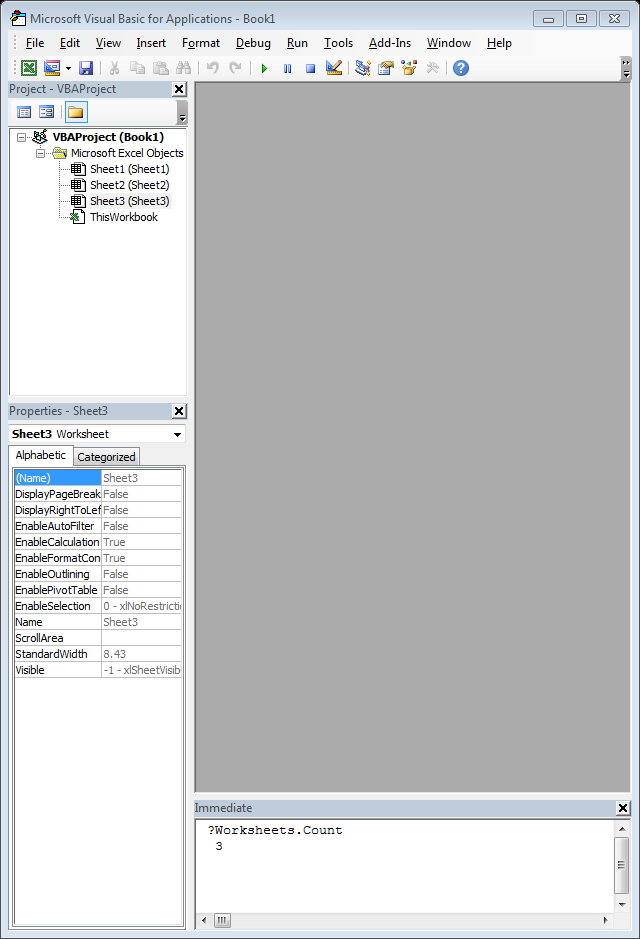 Microsoft Visual Basic for Applications - Book1
File Edit View Insert Format Debug Run Tools Add-Ins Window Help
Project - VBAProject
VBAProject (Book1)
Microsoft Excel Objects
Sheet1 (Sheet1)
Sheet2 (Sheet2)
Sheet3 (Sheet3)
ThisWorkbook
Properties - Sheet3
Sheet3 Worksheet
Alphabetic Categorized
(Name) Sheet3
DisplayPageBreak False
DisplayRightToLef False
EnableAutoFilter False
EnableCalculation True
EnableFormatCon True
EnableOutlining False
EnablePivotTable False
EnableSelection 0 - xlNoRestrictio
Name Sheet3
ScrollArea
StandardWidth 8.43
Visible -1 - xlSheetVisibl
Immediate
?Worksheets.Count
3